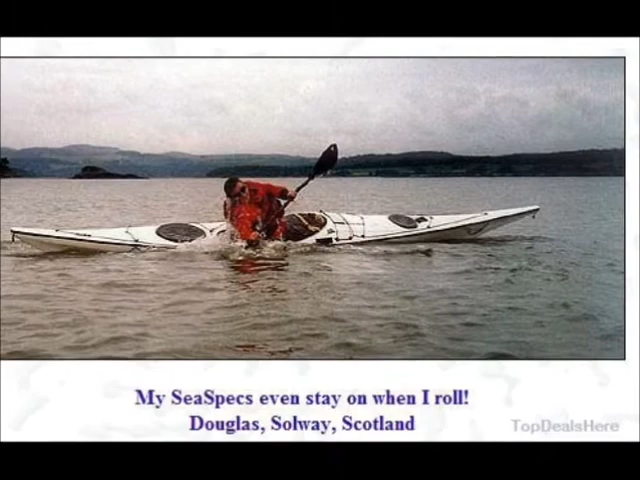 My SeaSpecs even stay on when I roll!
Douglas, Solway, Scotland
TopDealsHere